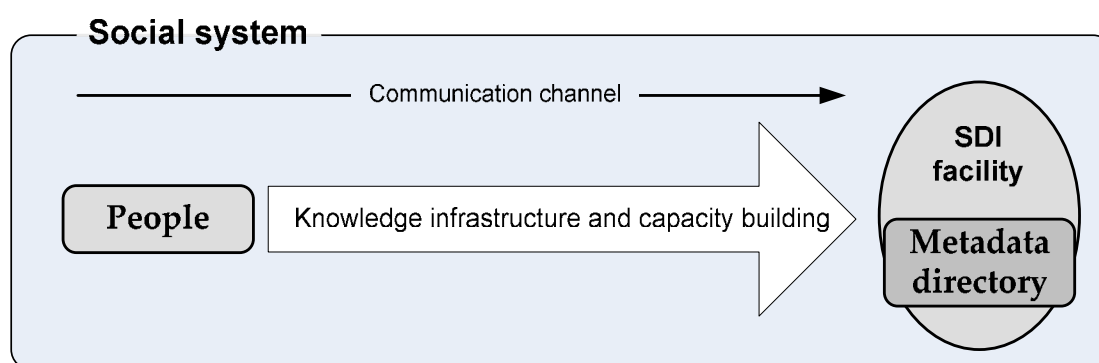 Social system
Communication channel
SDI
facility
People
Knowledge infrastructure and capacity building
Metadata
directory